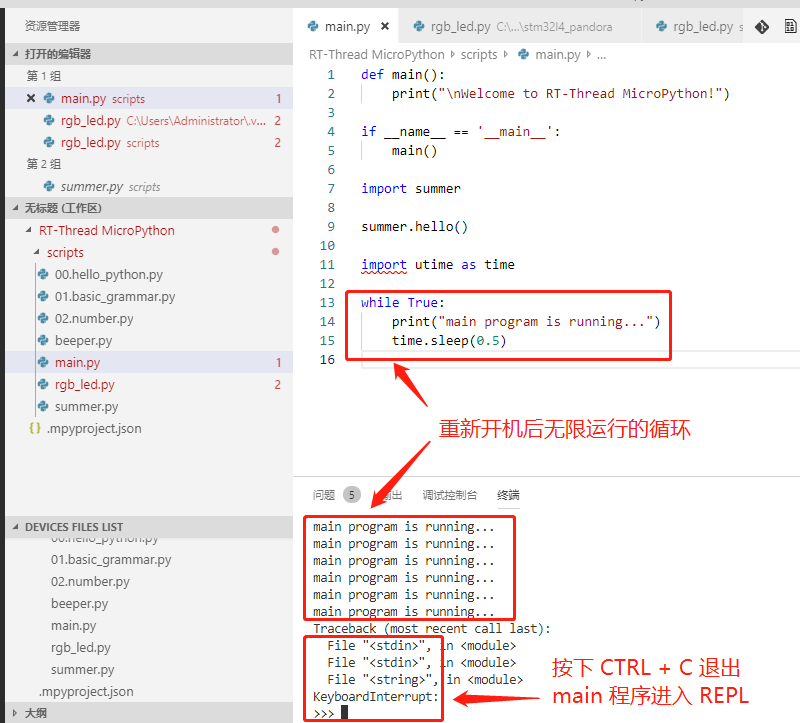 资源管理器
打开的编辑器
第 1 组
main.py scripts 1
rgb_led.py C:\Users\Administrator\.v... 2
rgb_led.py scripts 2
第 2 组
summer.py scripts
无标题 (工作区)
RT-Thread MicroPython
scripts
00.hello_python.py
01.basic_grammar.py
02.number.py
beeper.py
main.py 1
rgb_led.py 2
summer.py
{} .mpyproject.json
DEVICES FILES LIST
00.hello_python.py
01.basic_grammar.py
02.number.py
beeper.py
main.py
rgb_led.py
summer.py
.mpyproject.json
大纲
main.py rgb_led.py C:\...\stm32l4_pandora rgb_led.py s
RT-Thread MicroPython scripts main.py ...
1 def main():
2 print("\nWelcome to RT-Thread MicroPython!")
3
4 if __name__ == '__main__':
5 main()
6
7 import summer
8
9 summer.hello()
10
11 import utime as time
12
13 while True:
14 print("main program is running...")
15 time.sleep(0.5)
16
重新开机后无限运行的循环
问题 5 出 调试控制台 终端
main program is running...
main program is running...
main program is running...
main program is running...
main program is running...
main program is running...
Traceback (most recent call last):
File "<stdin>", in <module>
File "<stdin>", in <module>
File "<string>", in <module>
KeyboardInterrupt:
>>>
按下 CTRL + C 退出
main 程序进入 REPL